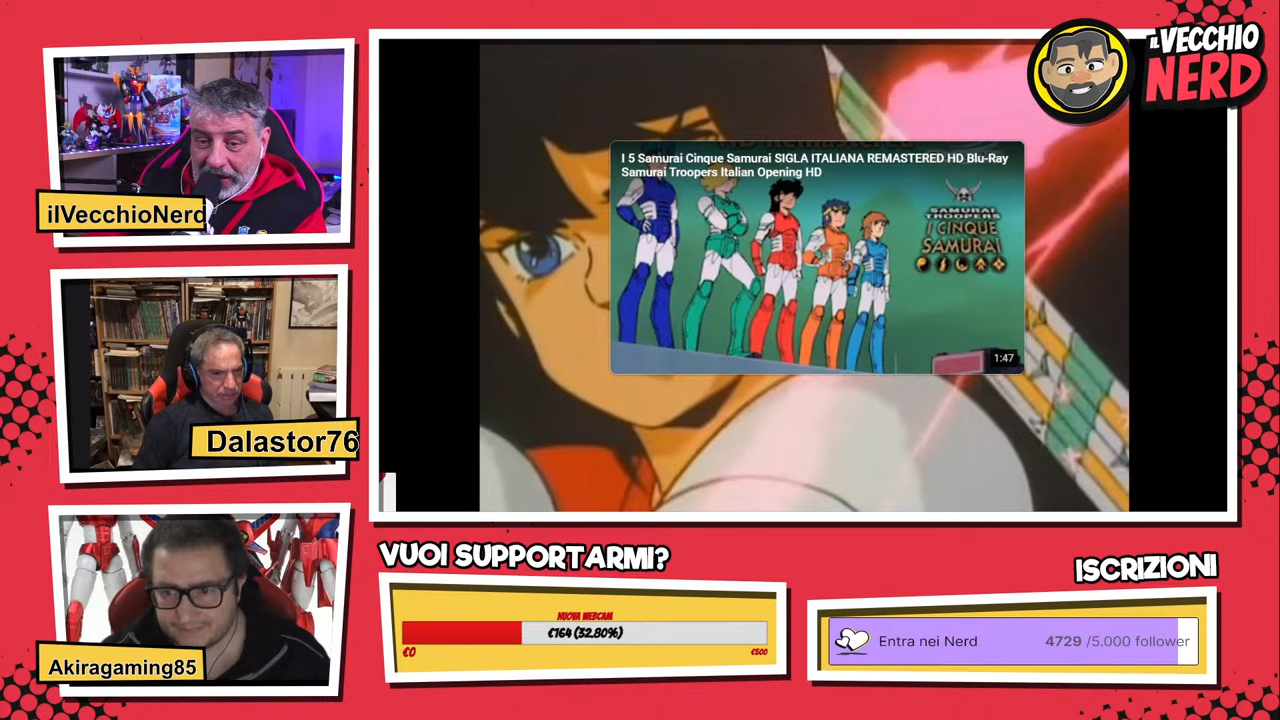 IL VECCHIO
NERD
I 5 Samurai Cinque Samurai SIGLA ITALIANA REMASTERED HD Blu-Ray
Samurai Troopers Italian Opening HD
SAMURAI
TROOPERS
I CINQUE
SAMURAI
1:47
ilVecchioNerd
Dalastor76
Akiragaming85
VUOI SUPPORTARMI?
NUOVA WEBCAM
€164 (32.80%)
€0
€500
ISCRIZIONI
Entra nei Nerd
4729 /5.000 follower